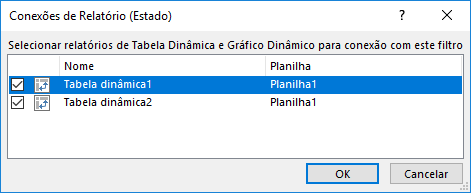 Conexões de Relatório (Estado)
?
Selecionar relatórios de Tabela Dinâmica e Gráfico Dinâmico para conexão com este filtro
Nome Planilha
Tabela dinâmica1 Planilha1
Tabela dinâmica2 Planilha1
OK Cancelar